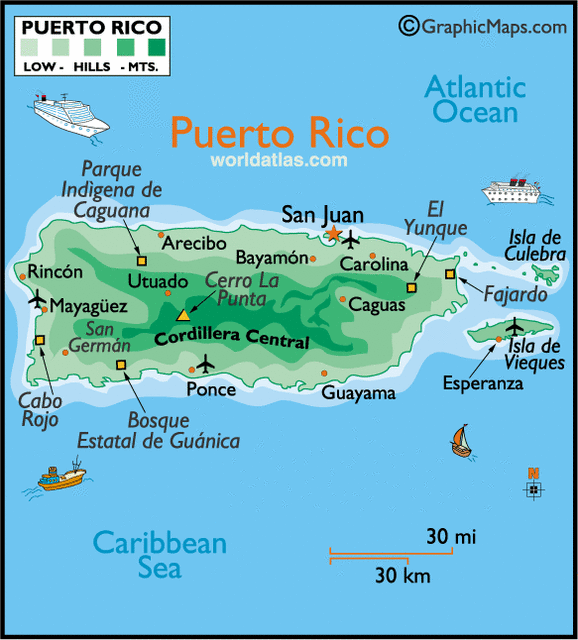 PUERTO RICO
LOW - HILLS - MTS.
©GraphicMaps.com
Atlantic
Ocean
Puerto Rico
worldatlas.com
Parque
Indìgena de
Caguana
San Juan
El
Yunque
Isla de
Culebra
Arecibo
Bayamón
Carolina
Rincón
Utuado
Cerro La
Punta
Fajardo
Mayagüez
Caguas
San
Germán
Cordillera Central
Isla de
Vieques
Esperanza
Ponce
Guayama
Cabo
Rojo
Bosque
Estatal de Guánica
N
30 mi
30 km
Caribbean
Sea